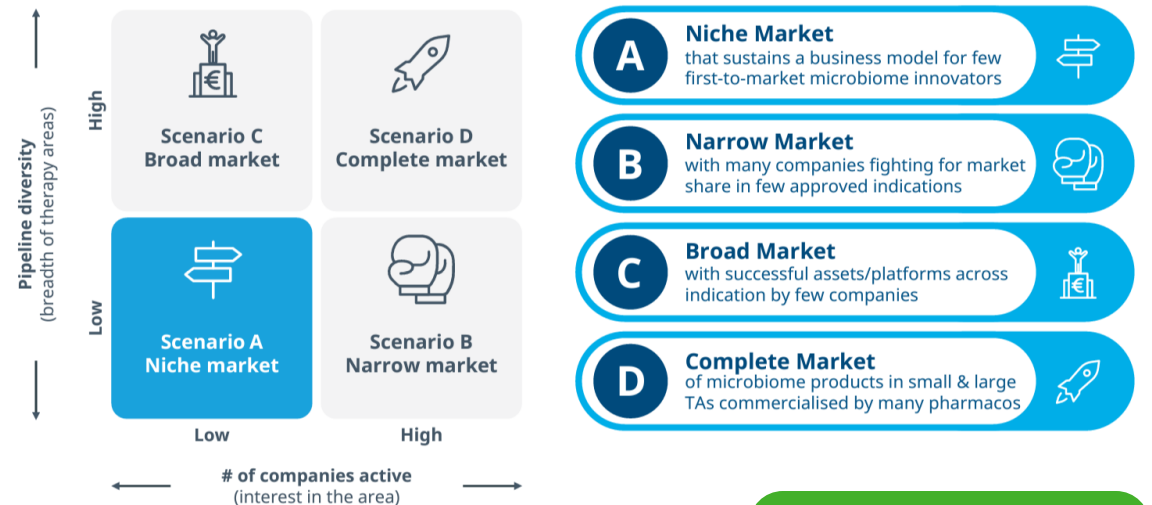 Pipeline diversity
(breadth of therapy areas)
High
Low
€
Scenario C
Broad market
Scenario D
Complete market
Scenario A
Niche market
Scenario B
Narrow market
Low
High
# of companies active
(interest in the area)
A
Niche Market
that sustains a business model for few
first-to-market microbiome innovators
B
Narrow Market
with many companies fighting for market
share in few approved indications
C
Broad Market
with successful assets/platforms across
indication by few companies
€
D
Complete Market
of microbiome products in small & large
TAs commercialised by many pharmacos